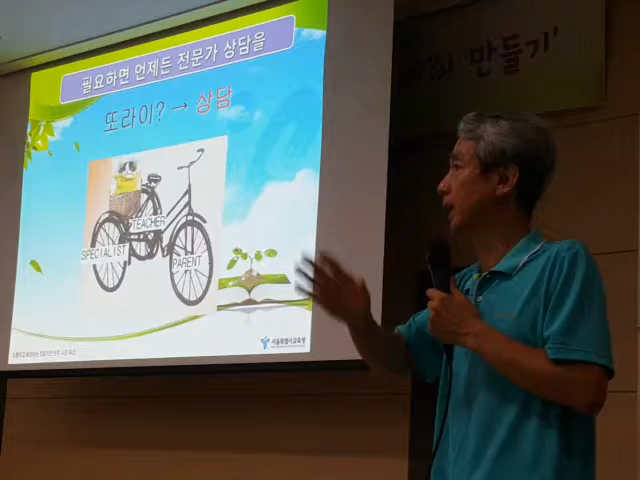 필요하면 언제든 전문가 상담을
또라이? → 상담
TEACHER
SPECIALIST
PARENT
서울특별시교육청
만들기'